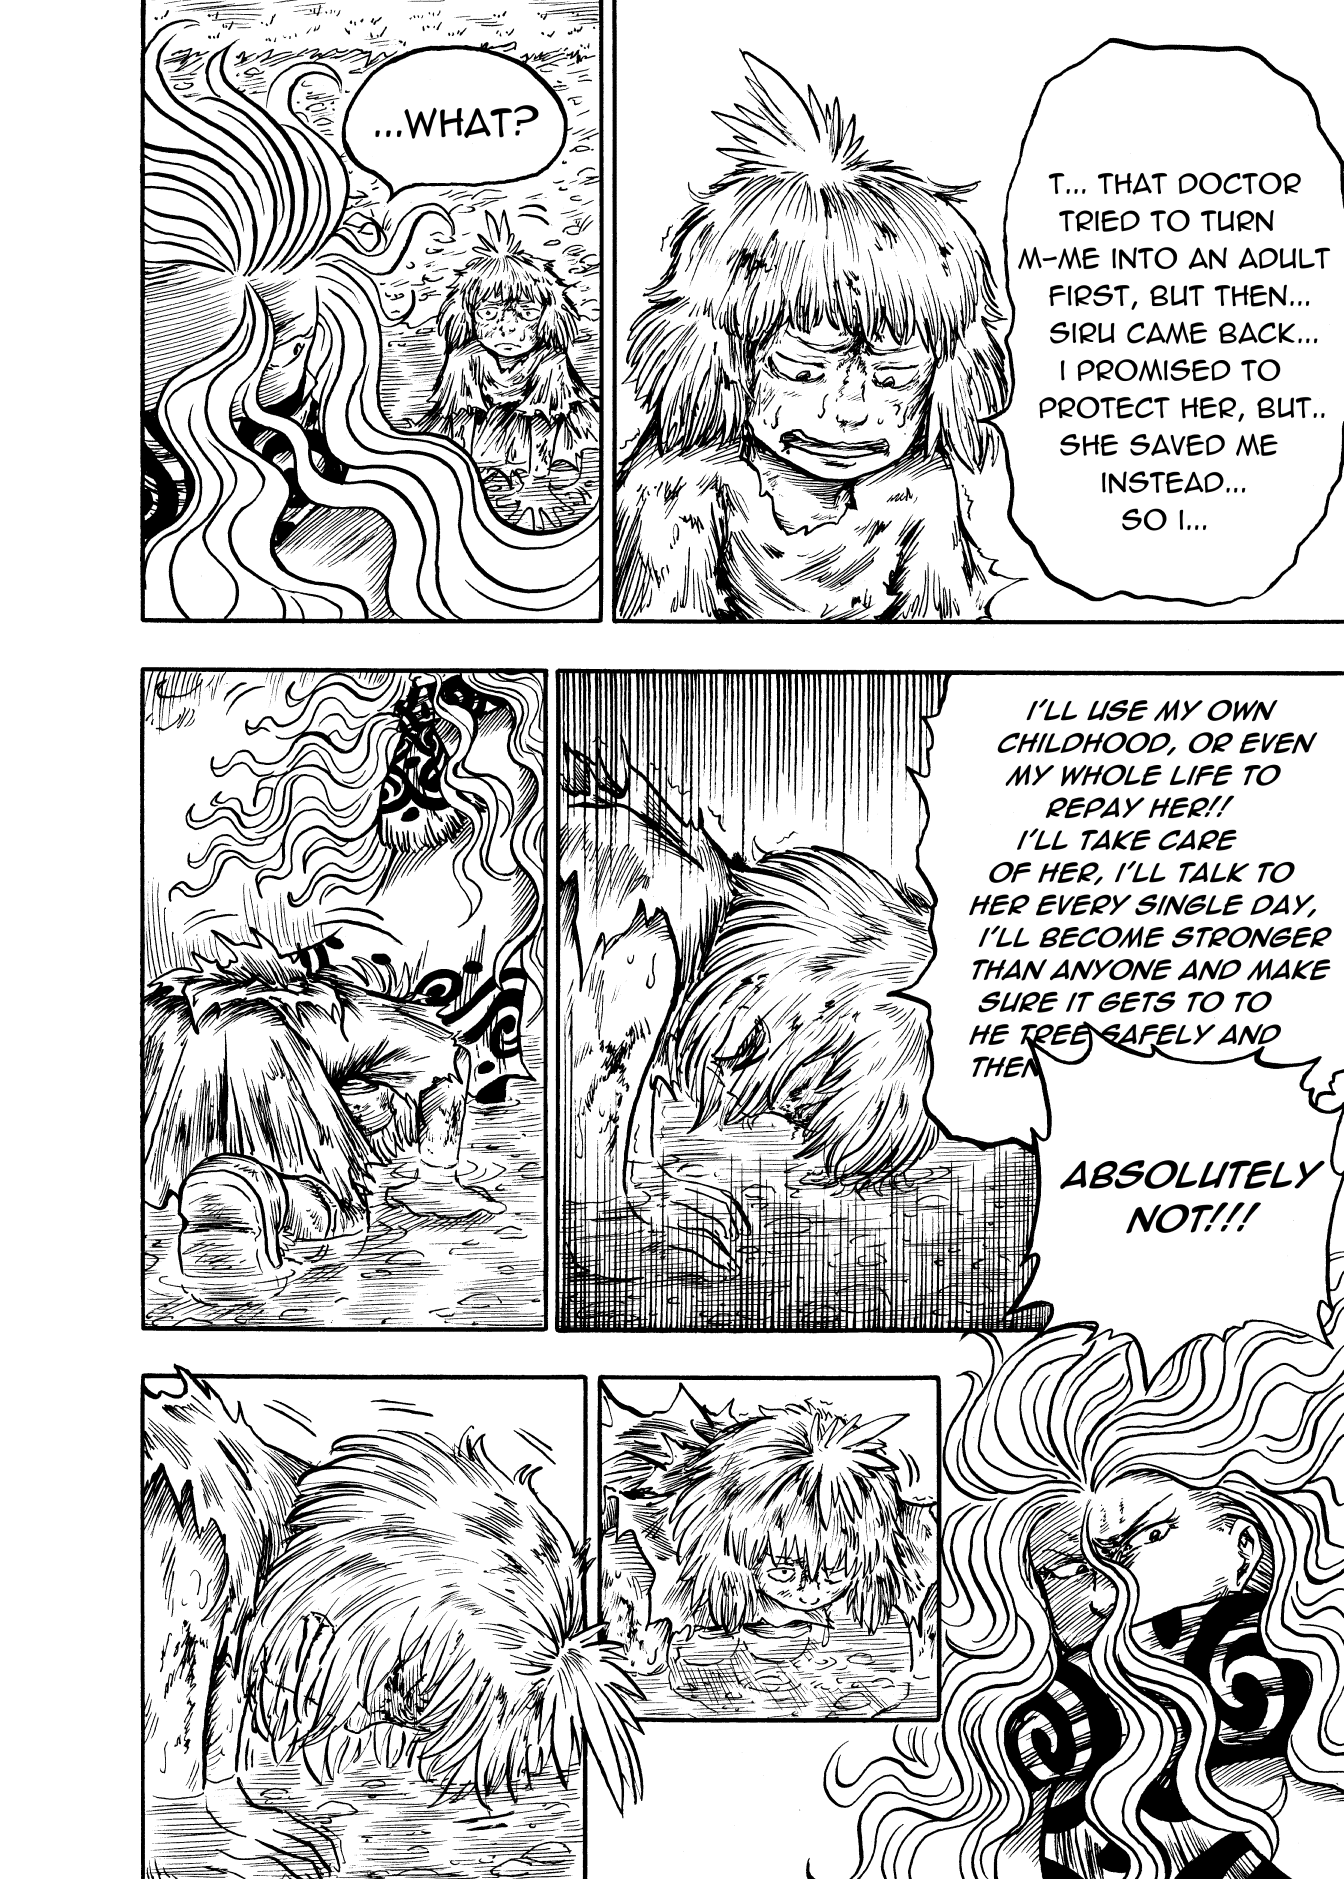 T... THAT DOCTOR
TRIED TO TURN
M-ME INTO AN ADULT
FIRST, BUT THEN...
SIRU CAME BACK...
I PROMISED TO
PROTECT HER, BUT..
SHE SAVED ME
INSTEAD...
SO I...
...WHAT?
I'LL USE MY OWN
CHILDHOOD, OR EVEN
MY WHOLE LIFE TO
REPAY HER!!
I'LL TAKE CARE
OF HER, I'LL TALK TO
HER EVERY SINGLE DAY,
I'LL BECOME STRONGER
THAN ANYONE AND MAKE
SURE IT GETS TO TO
HE TREE SAFELY AND
THEN
ABSOLUTELY
NOT!!!